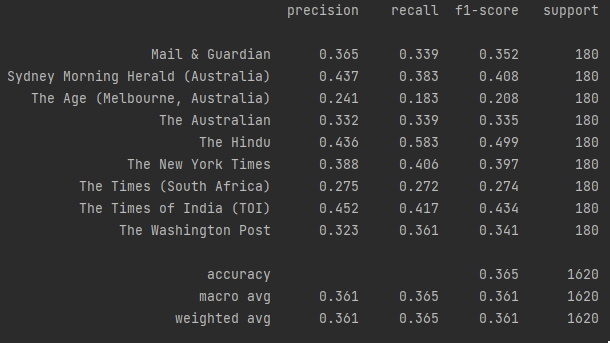 precision recall f1-score support
Mail & Guardian 0.365 0.339 0.352 180
Sydney Morning Herald (Australia) 0.437 0.383 0.408 180
The Age (Melbourne, Australia) 0.241 0.183 0.208 180
The Australian 0.332 0.339 0.335 180
The Hindu 0.436 0.583 0.499 180
The New York Times 0.388 0.406 0.397 180
The Times (South Africa) 0.275 0.272 0.274 180
The Times of India (TOI) 0.452 0.417 0.434 180
The Washington Post 0.323 0.361 0.341 180
accuracy 0.365 1620
macro avg 0.361 0.365 0.361 1620
weighted avg 0.361 0.365 0.361 1620